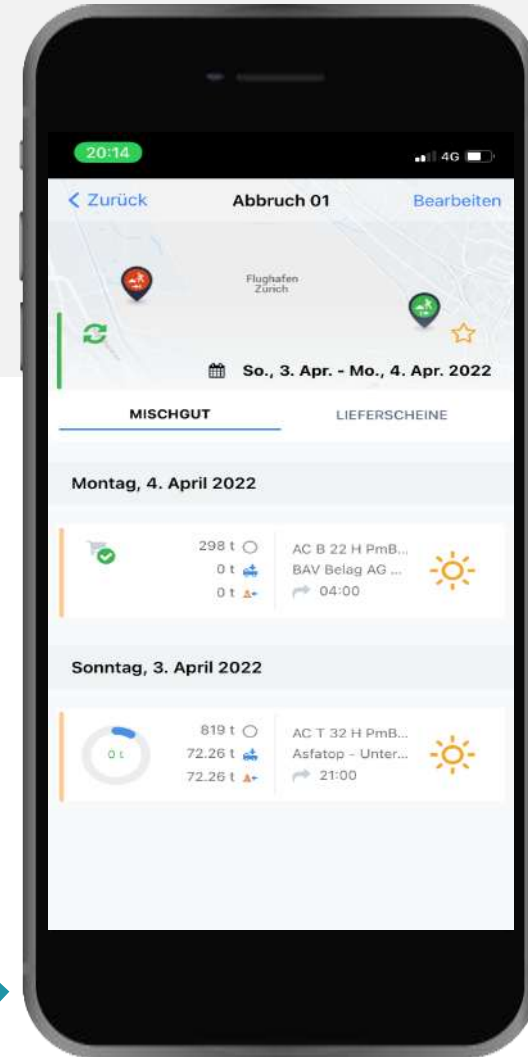 20:14
4G
Zurück
Abbruch 01
Bearbeiten
Flughafen
Zürich
So., 3. Apr. - Mo., 4. Apr. 2022
MISCHGUT
LIEFERSCHEINE
Montag, 4. April 2022
298 t
0 t
0 t
AC B 22 H PmB...
BAV Belag AG ...
04:00
Sonntag, 3. April 2022
0 t
819 t
72.26 t
72.26 t
AC T 32 H PmB...
Asfatop - Unter...
21:00